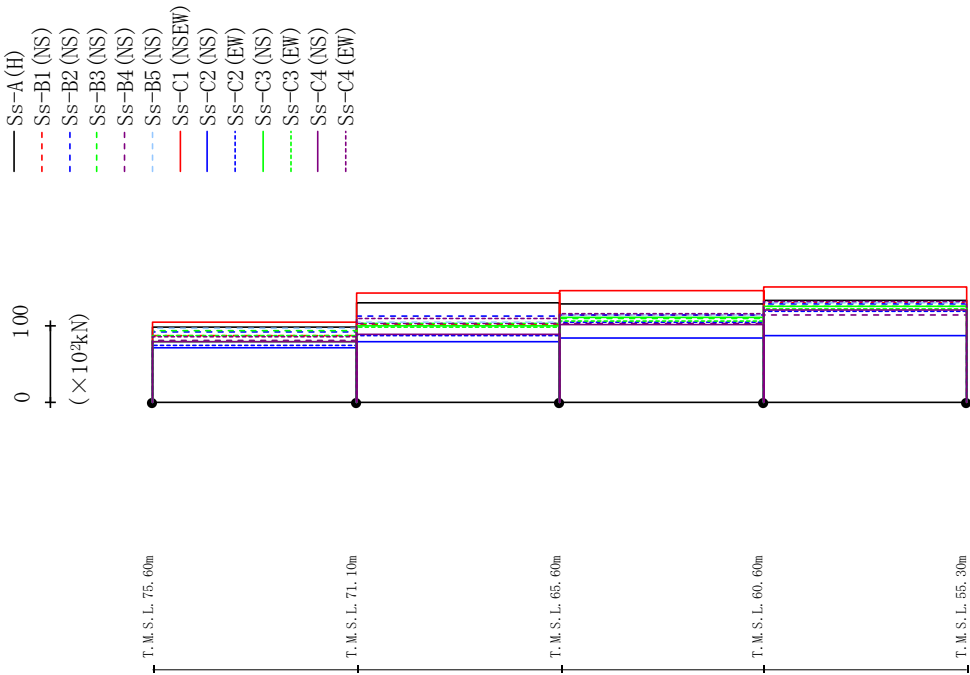 Ss-A(H)
Ss-B1(NS)
Ss-B2(NS)
Ss-B3(NS)
Ss-B4(NS)
Ss-B5(NS)
Ss-C1(NSEW)
Ss-C2(NS)
Ss-C2(EW)
Ss-C3(NS)
Ss-C3(EW)
Ss-C4(NS)
Ss-C4(EW)
0 100
(×10²kN)
T.M.S.L.75.60m
T.M.S.L.71.10m
T.M.S.L.65.60m
T.M.S.L.60.60m
T.M.S.L.55.30m